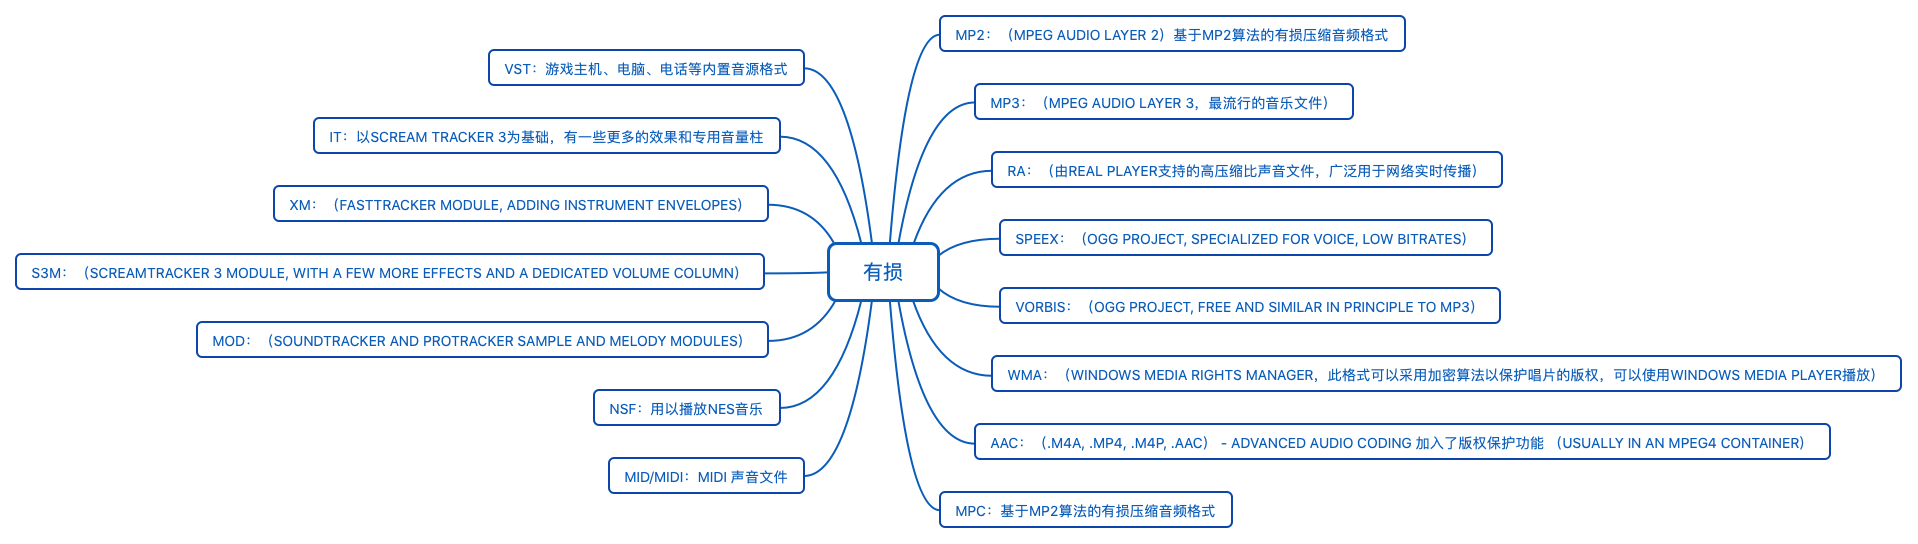 有损
MP2：（MPEG AUDIO LAYER 2）基于MP2算法的有损压缩音频格式
MP3：（MPEG AUDIO LAYER 3，最流行的音乐文件）
RA：（由REAL PLAYER支持的高压缩比声音文件，广泛用于网络实时传播）
SPEEX：（OGG PROJECT, SPECIALIZED FOR VOICE, LOW BITRATES）
VORBIS：（OGG PROJECT, FREE AND SIMILAR IN PRINCIPLE TO MP3）
WMA：（WINDOWS MEDIA RIGHTS MANAGER，此格式可以采用加密算法以保护唱片的版权，可以使用WINDOWS MEDIA PLAYER播放）
AAC：（.M4A, .MP4, .M4P, .AAC） - ADVANCED AUDIO CODING 加入了版权保护功能 （USUALLY IN AN MPEG4 CONTAINER）
MPC：基于MP2算法的有损压缩音频格式
VST：游戏主机、电脑、电话等内置音源格式
IT：以SCREAM TRACKER 3为基础，有一些更多的效果和专用音量柱
XM：（FASTTRACKER MODULE, ADDING INSTRUMENT ENVELOPES）
S3M：（SCREAMTRACKER 3 MODULE, WITH A FEW MORE EFFECTS AND A DEDICATED VOLUME COLUMN）
MOD：（SOUNDTRACKER AND PROTRACKER SAMPLE AND MELODY MODULES）
NSF：用以播放NES音乐
MID/MIDI：MIDI 声音文件